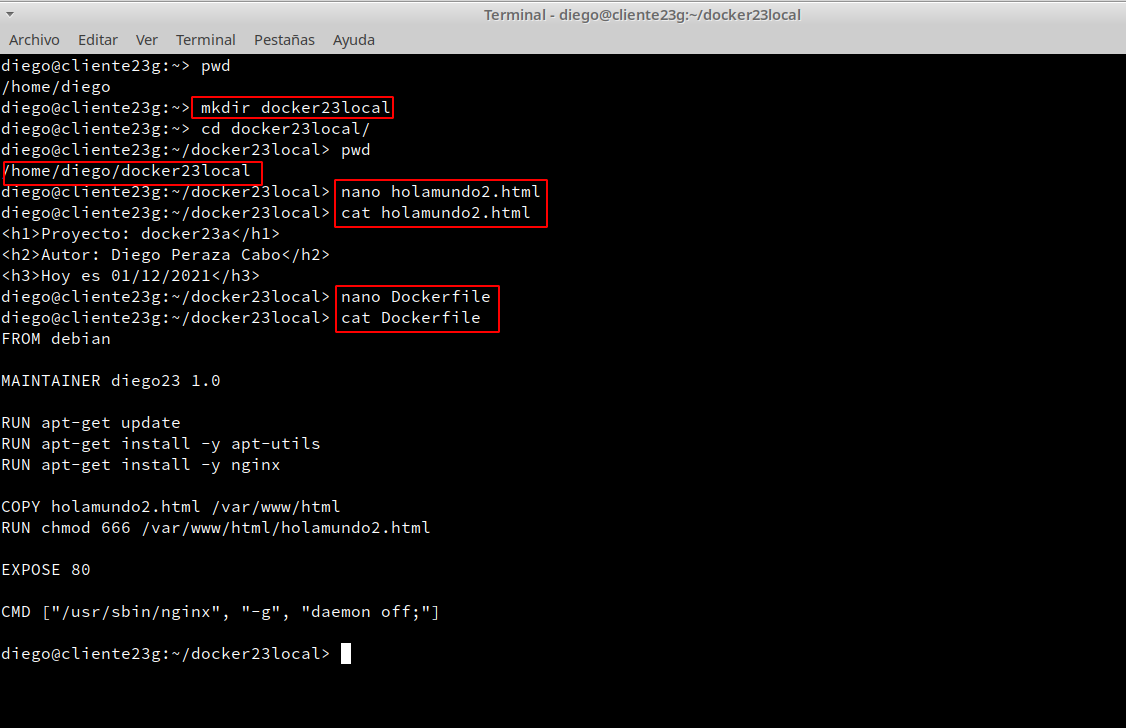 Terminal - diego@cliente23g:~/docker23local
Archivo Editar Ver Terminal Pestañas Ayuda
diego@cliente23g:~> pwd
/home/diego
diego@cliente23g:~> mkdir docker23local
diego@cliente23g:~> cd docker23local/
diego@cliente23g:~/docker23local> pwd
/home/diego/docker23local
diego@cliente23g:~/docker23local> nano holamundo2.html
diego@cliente23g:~/docker23local> cat holamundo2.html
<h1>Proyecto: docker23a</h1>
<h2>Autor: Diego Peraza Cabo</h2>
<h3>Hoy es 01/12/2021</h3>
diego@cliente23g:~/docker23local> nano Dockerfile
diego@cliente23g:~/docker23local> cat Dockerfile
FROM debian
MAINTAINER diego23 1.0
RUN apt-get update
RUN apt-get install -y apt-utils
RUN apt-get install -y nginx
COPY holamundo2.html /var/www/html
RUN chmod 666 /var/www/html/holamundo2.html
EXPOSE 80
CMD ["/usr/sbin/nginx", "-g", "daemon off;"]
diego@cliente23g:~/docker23local>